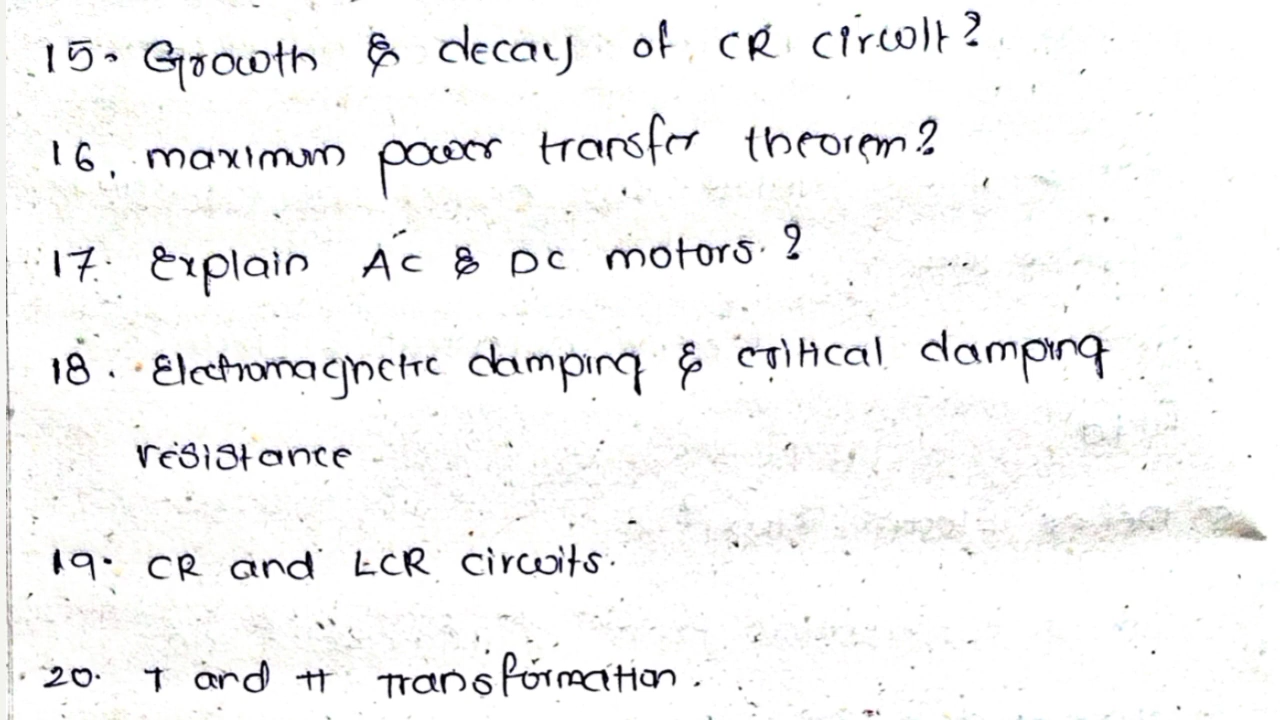 15. Growth & decay of CR circuit?
16. maximum power transfer theorem?
17. Explain AC & DC motors. ?
18. Electromagnetic damping & critical damping
resistance
19. CR and LCR circuits.
20. T and π Transformation.